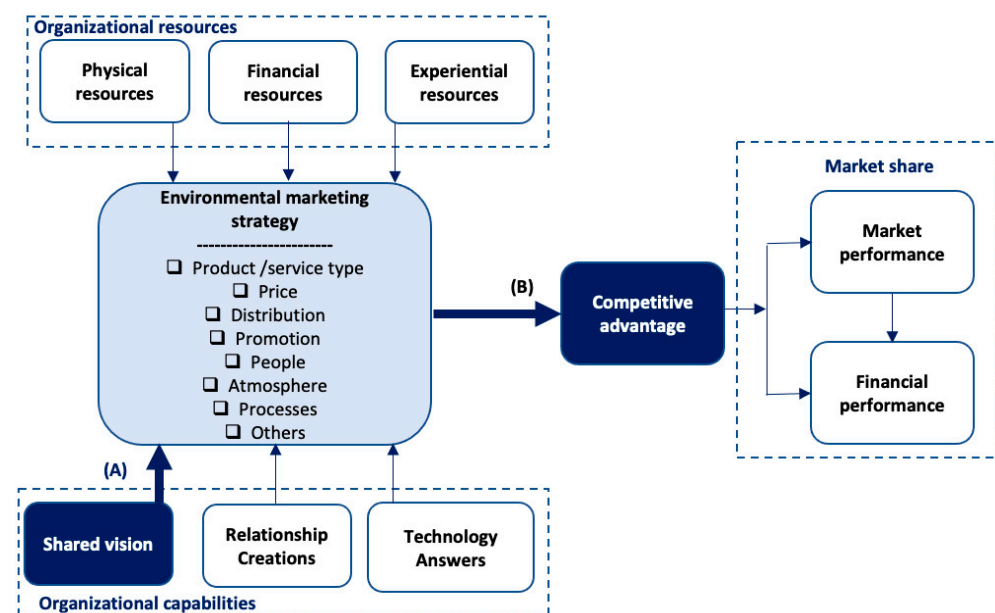 Organizational resources
Physical
resources
Financial
resources
Experiential
resources
Environmental marketing
strategy
-----------------------
❑ Product /service type
❑ Price
❑ Distribution
❑ Promotion
❑ People
❑ Atmosphere
❑ Processes
❑ Others
(B)
Competitive
advantage
Market share
Market
performance
Financial
performance
(A)
Shared vision
Relationship
Creations
Technology
Answers
Organizational capabilities